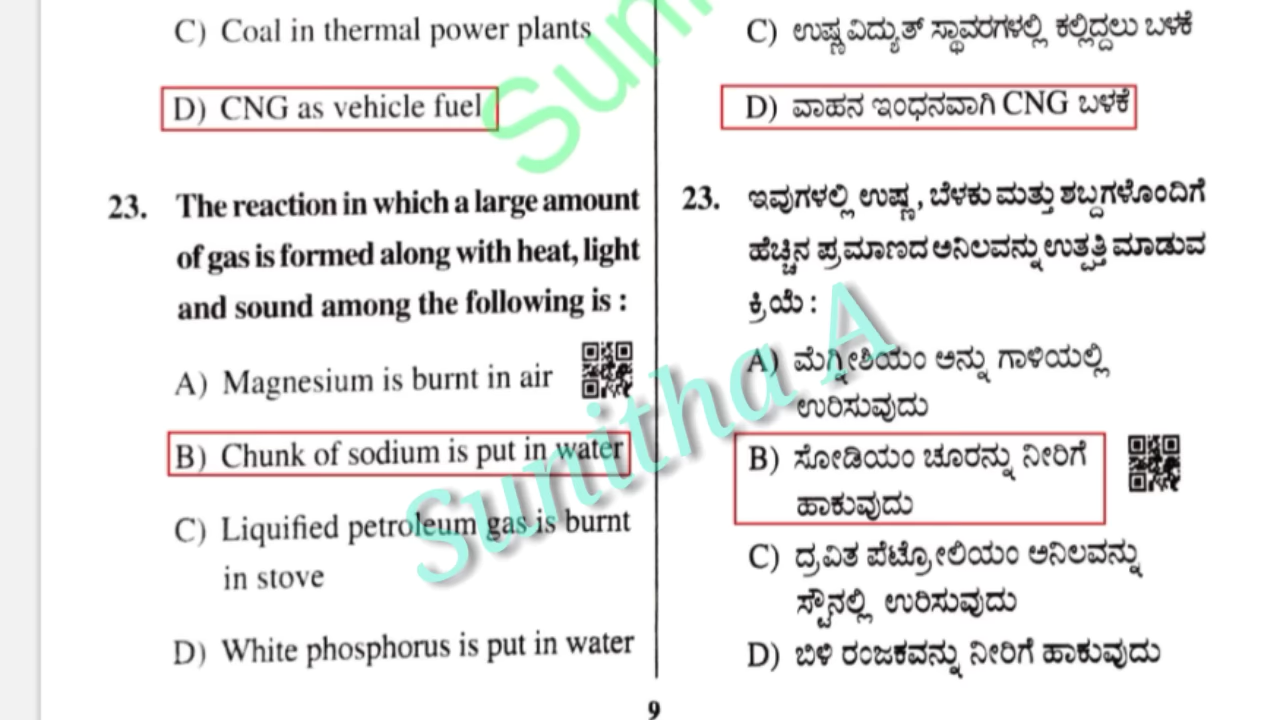 C) Coal in thermal power plants
D) CNG as vehicle fuel
23. The reaction in which a large amount
of gas is formed along with heat, light
and sound among the following is :
A) Magnesium is burnt in air
B) Chunk of sodium is put in water
C) Liquified petroleum gas is burnt
in stove
D) White phosphorus is put in water
C) ಉಷ್ಣವಿದ್ಯುತ್ ಸ್ಥಾವರಗಳಲ್ಲಿ ಕಲ್ಲಿದ್ದಲು ಬಳಕೆ
D) ವಾಹನ ಇಂಧನವಾಗಿ CNG ಬಳಕೆ
23. ಇವುಗಳಲ್ಲಿ ಉಷ್ಣ, ಬೆಳಕು ಮತ್ತು ಶಬ್ದಗಳೊಂದಿಗೆ
ಹೆಚ್ಚಿನ ಪ್ರಮಾಣದ ಅನಿಲವನ್ನು ಉತ್ಪತ್ತಿ ಮಾಡುವ
ಕ್ರಿಯೆ :
A) ಮೆಗ್ನೀಶಿಯಂ ಅನ್ನು ಗಾಳಿಯಲ್ಲಿ
ಉರಿಸುವುದು
B) ಸೋಡಿಯಂ ಚೂರನ್ನು ನೀರಿಗೆ
ಹಾಕುವುದು
C) ದ್ರವಿತ ಪೆಟ್ರೋಲಿಯಂ ಅನಿಲವನ್ನು
ಸ್ಟೌನಲ್ಲಿ ಉರಿಸುವುದು
D) ಬಿಳಿ ರಂಜಕವನ್ನು ನೀರಿಗೆ ಹಾಕುವುದು
Sunitha A
9